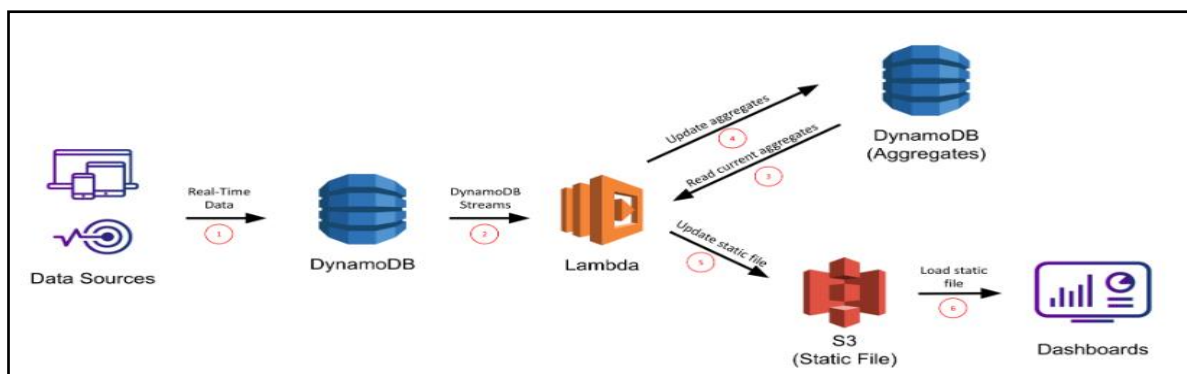 Data Sources
Real-Time
Data
1
DynamoDB
DynamoDB
Streams
2
Lambda
Update aggregates
4
Read current aggregates
3
DynamoDB
(Aggregates)
Update static file
5
S3
(Static File)
Load static
file
6
Dashboards